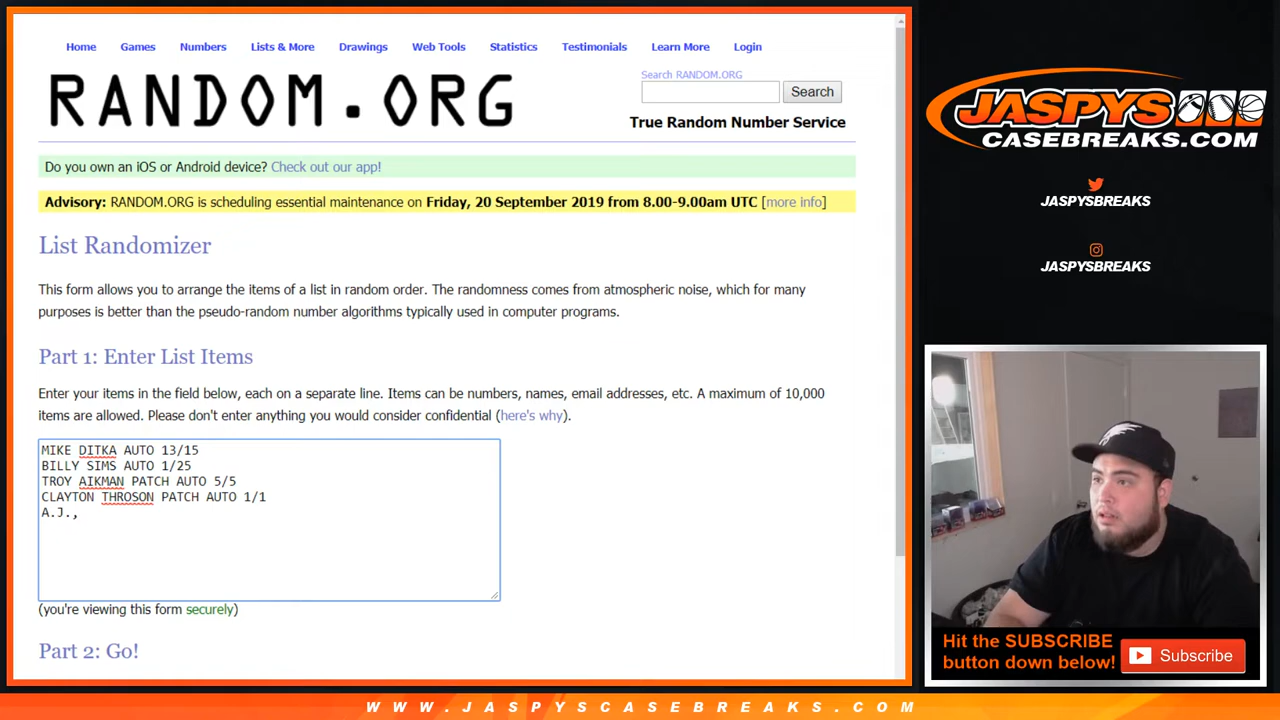 Home Games Numbers Lists & More Drawings Web Tools Statistics Testimonials Learn More Login
RANDOM.ORG
Search RANDOM.ORG
Search
True Random Number Service
Do you own an iOS or Android device? Check out our app!
Advisory: RANDOM.ORG is scheduling essential maintenance on Friday, 20 September 2019 from 8.00-9.00am UTC [more info]
List Randomizer
This form allows you to arrange the items of a list in random order. The randomness comes from atmospheric noise, which for many
purposes is better than the pseudo-random number algorithms typically used in computer programs.
Part 1: Enter List Items
Enter your items in the field below, each on a separate line. Items can be numbers, names, email addresses, etc. A maximum of 10,000
items are allowed. Please don't enter anything you would consider confidential (here's why).
MIKE DITKA AUTO 13/15
BILLY SIMS AUTO 1/25
TROY AIKMAN PATCH AUTO 5/5
CLAYTON THROSON PATCH AUTO 1/1
A.J.,
(you're viewing this form securely)
Part 2: Go!
JASPYS
CASEBREAKS.COM
JASPYSBREAKS
JASPYSBREAKS
Hit the SUBSCRIBE
button down below!
Subscribe
WWW.JASPYSCASEBREAKS.COM